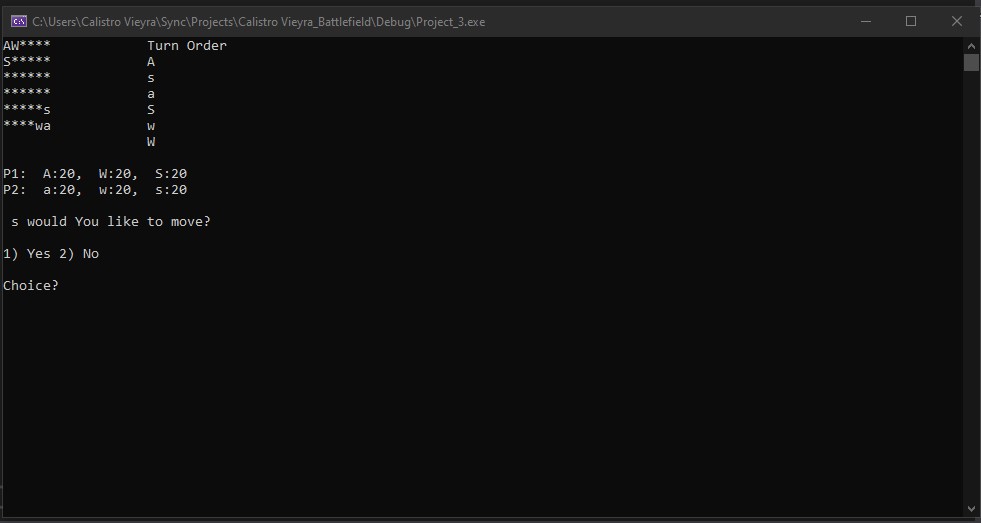 C:\Users\Calistro Vieyra\Sync\Projects\Calistro Vieyra_Battlefield\Debug\Project_3.exe
AW****            Turn Order
S*****            A
******            s
******            a
*****s            S
****wa            w
                  W
P1:  A:20,  W:20,  S:20
P2:  a:20,  w:20,  s:20
 s would You like to move?
1) Yes 2) No
Choice?